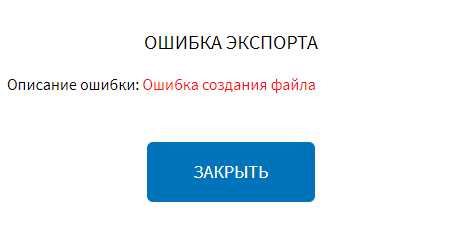 ОШИБКА ЭКСПОРТА
Описание ошибки: Ошибка создания файла
ЗАКРЫТЬ